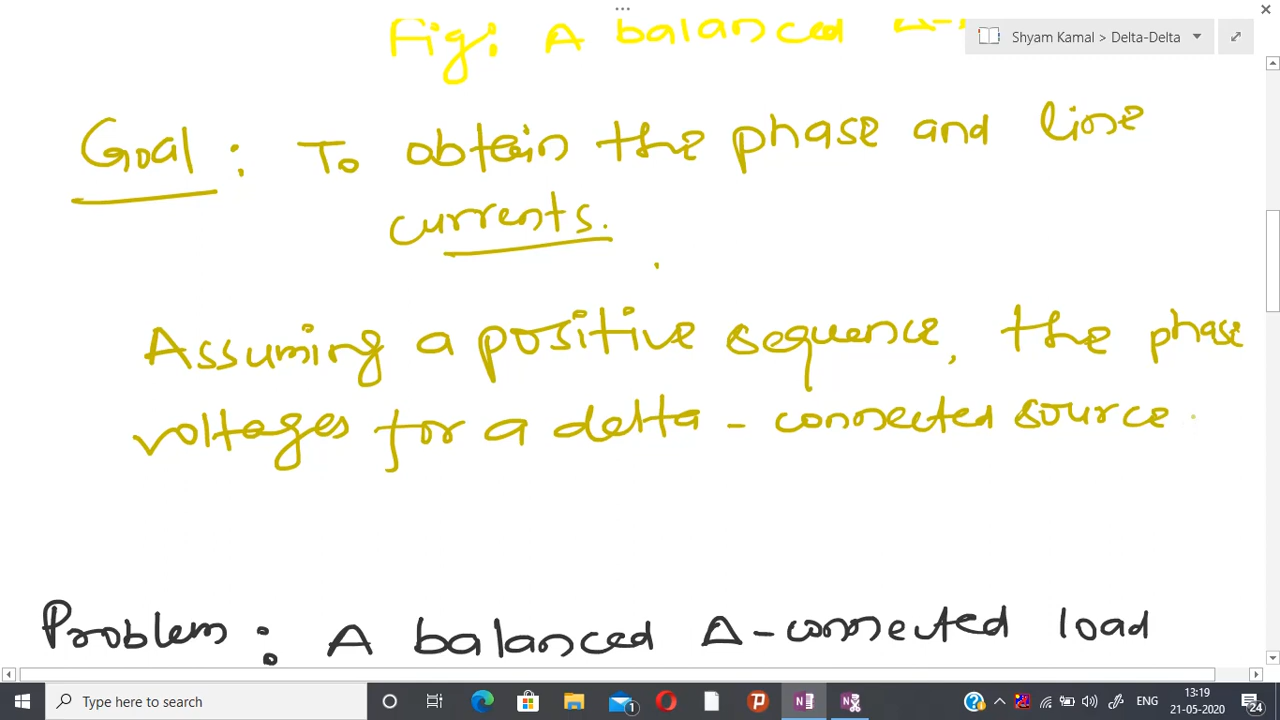 Fig: A balanced Δ-
Shyam Kamal > Delta-Delta
Goal: To obtain the phase and line
currents.
Assuming a positive sequence, the phase
voltages for a delta - connected source
Problem: A balanced Δ-connected load
Type here to search
1
ENG
13:19
21-05-2020
24